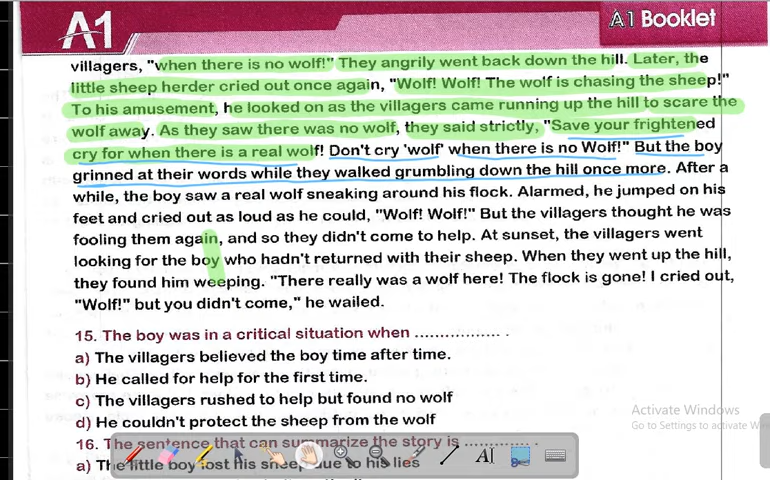 A1
A1 Booklet
villagers, "when there is no wolf!" They angrily went back down the hill. Later, the
little sheep herder cried out once again, "Wolf! Wolf! The wolf is chasing the sheep!"
To his amusement, he looked on as the villagers came running up the hill to scare the
wolf away. As they saw there was no wolf, they said strictly, "Save your frightened
cry for when there is a real wolf! Don't cry 'wolf' when there is no Wolf!" But the boy
grinned at their words while they walked grumbling down the hill once more. After a
while, the boy saw a real wolf sneaking around his flock. Alarmed, he jumped on his
feet and cried out as loud as he could, "Wolf! Wolf!" But the villagers thought he was
fooling them again, and so they didn't come to help. At sunset, the villagers went
looking for the boy who hadn't returned with their sheep. When they went up the hill,
they found him weeping. "There really was a wolf here! The flock is gone! I cried out,
"Wolf!" but you didn't come," he wailed.
15. The boy was in a critical situation when ................. .
a) The villagers believed the boy time after time.
b) He called for help for the first time.
c) The villagers rushed to help but found no wolf
d) He couldn't protect the sheep from the wolf
16. The sentence that can summarize the story is ............ .
a) The little boy lost his sheep due to his lies
AI
Activate Windows
Go to Settings to activate Win